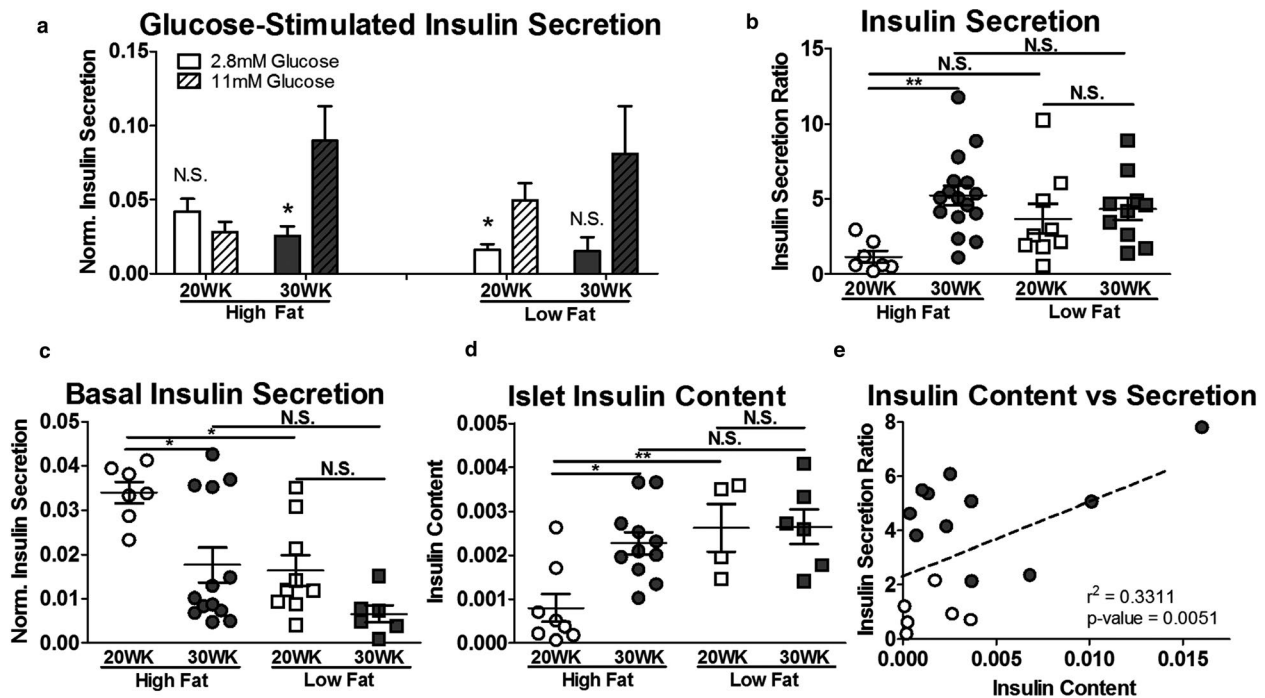 a
Glucose-Stimulated Insulin Secretion
Norm. Insulin Secretion
0.15
0.10
0.05
0.00
2.8mM Glucose
11mM Glucose
N.S.
*
*
N.S.
20WK 30WK 20WK 30WK
High Fat Low Fat
b
Insulin Secretion
Insulin Secretion Ratio
15
10
5
0
N.S.
N.S.
**
N.S.
20WK 30WK 20WK 30WK
High Fat Low Fat
c
Basal Insulin Secretion
Norm. Insulin Secretion
0.05
0.04
0.03
0.02
0.01
0.00
N.S.
*
*
N.S.
20WK 30WK 20WK 30WK
High Fat Low Fat
d
Islet Insulin Content
Insulin Content
0.005
0.004
0.003
0.002
0.001
0.000
N.S.
N.S.
**
*
20WK 30WK 20WK 30WK
High Fat Low Fat
e
Insulin Content vs Secretion
Insulin Secretion Ratio
8
6
4
2
0
r² = 0.3311
p-value = 0.0051
0.000 0.005 0.010 0.015
Insulin Content